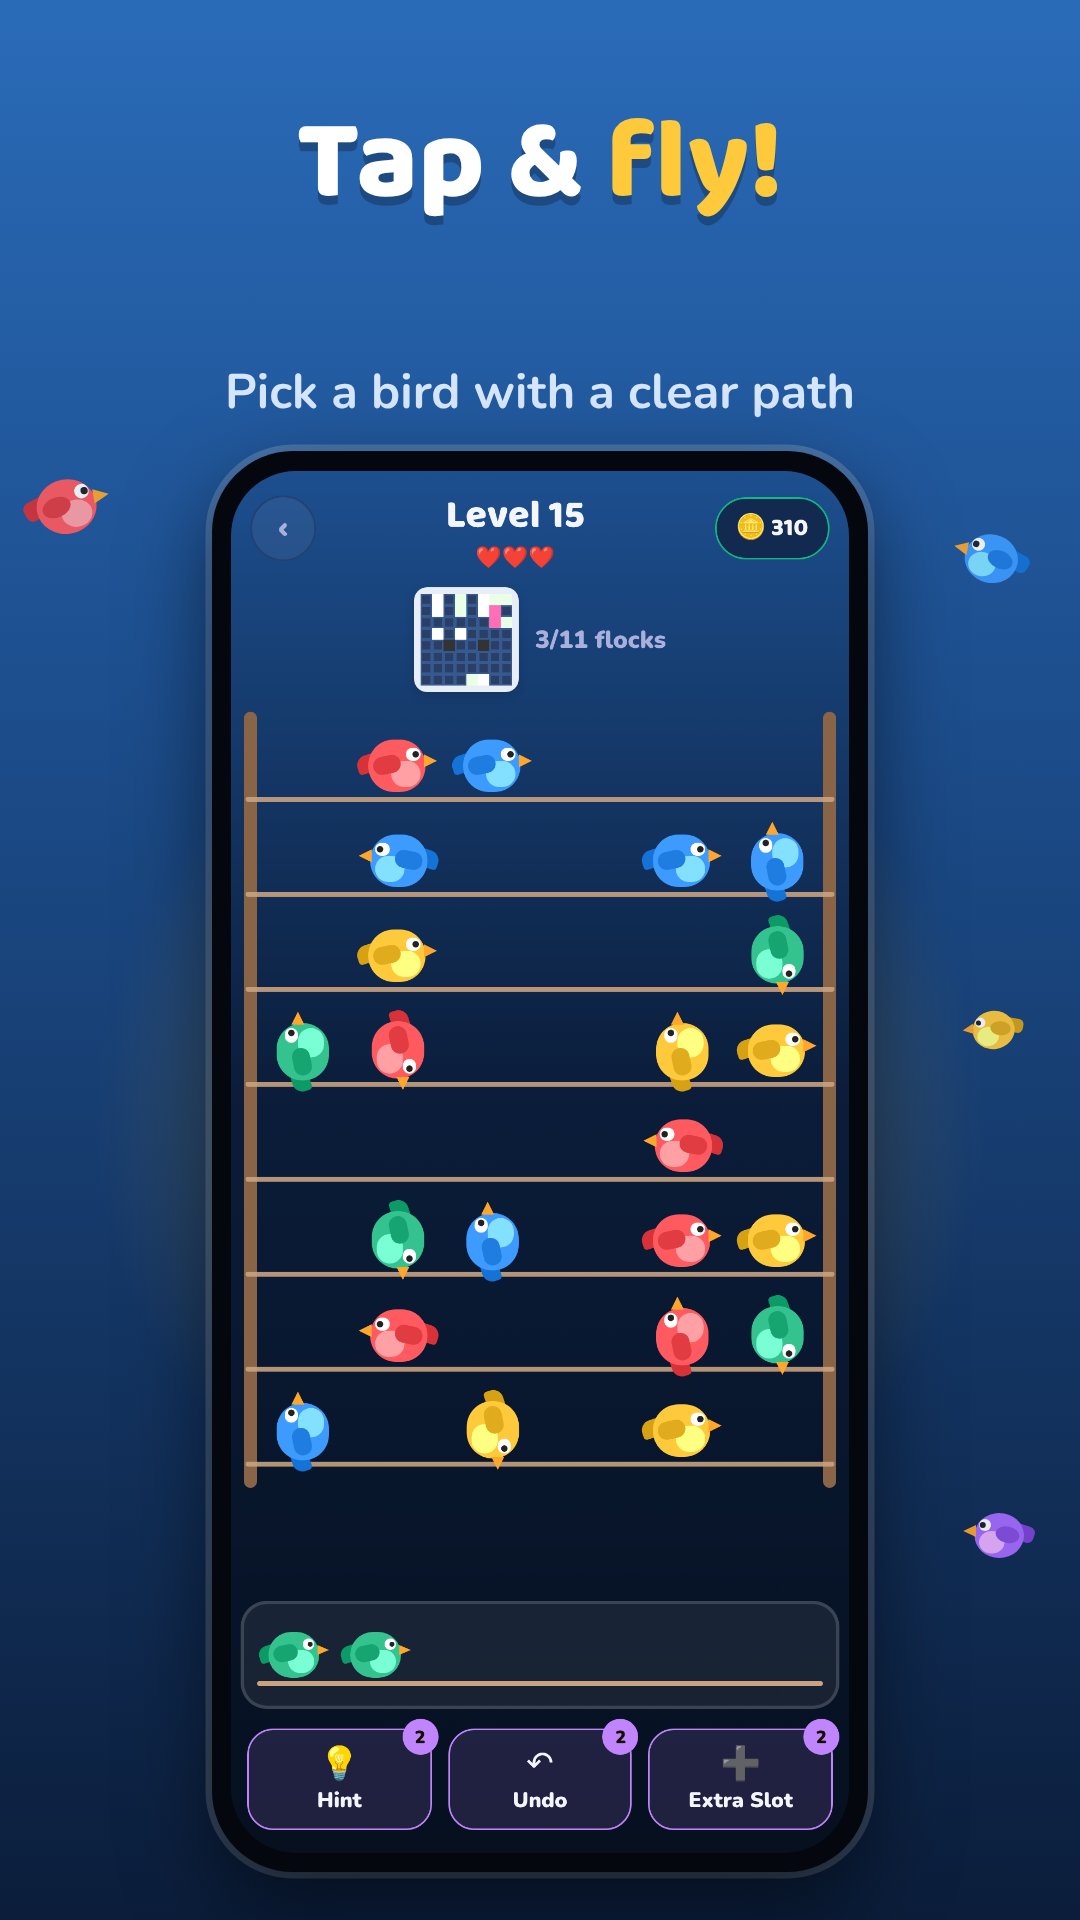 Tap & fly!
Pick a bird with a clear path
Level 15
310
3/11 flocks
2
2
2
Hint
Undo
Extra Slot